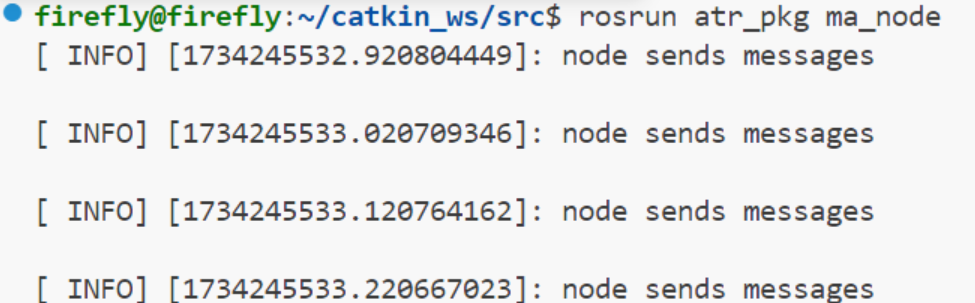 firefly@firefly:~/catkin_ws/src$ rosrun atr_pkg ma_node
[ INFO] [1734245532.920804449]: node sends messages
[ INFO] [1734245533.020709346]: node sends messages
[ INFO] [1734245533.120764162]: node sends messages
[ INFO] [1734245533.220667023]: node sends messages